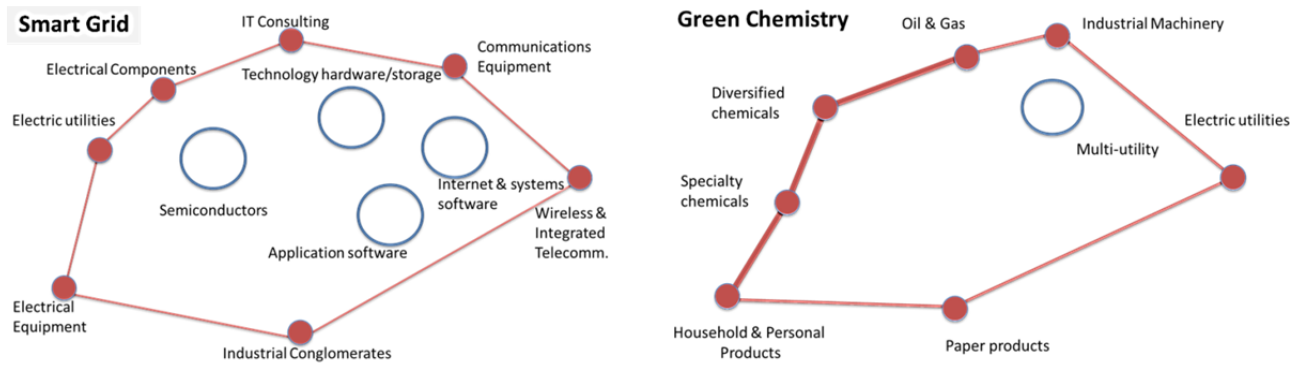 Smart Grid
IT Consulting
Communications
Equipment
Electrical Components
Technology hardware/storage
Electric utilities
Internet & systems
software
Semiconductors
Wireless &
Integrated
Telecomm.
Application software
Electrical
Equipment
Industrial Conglomerates
Green Chemistry
Oil & Gas
Industrial Machinery
Diversified
chemicals
Electric utilities
Multi-utility
Specialty
chemicals
Household & Personal
Products
Paper products